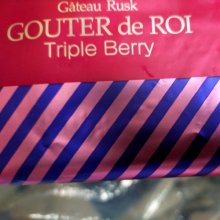 Gâteau Rusk
GOUTER de ROI
Triple Berry